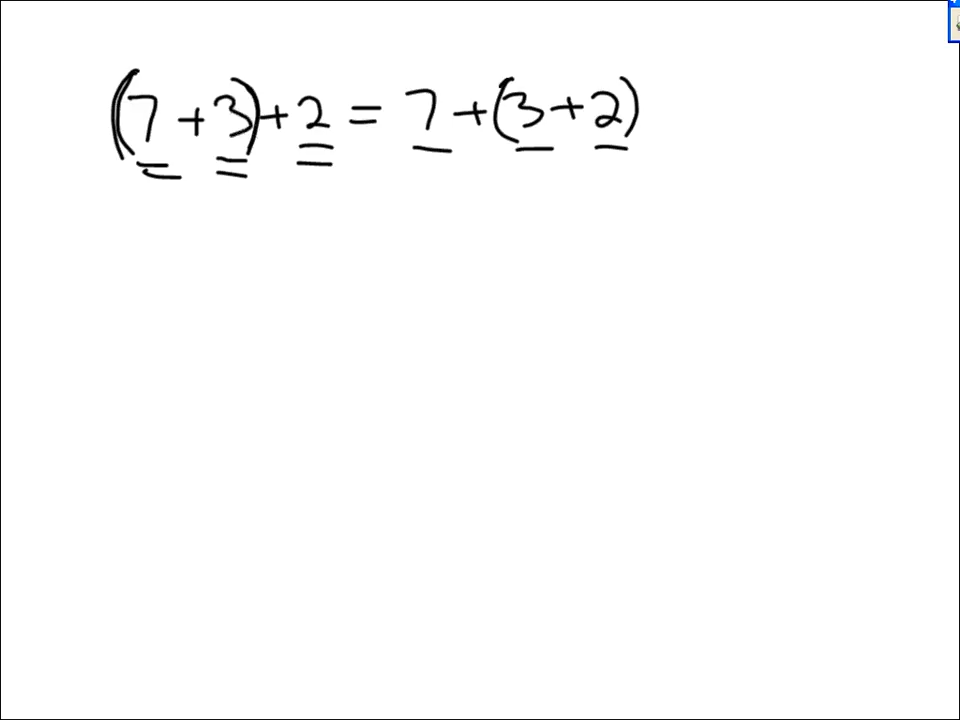 (7 + 3) + 2 = 7 + (3 + 2)